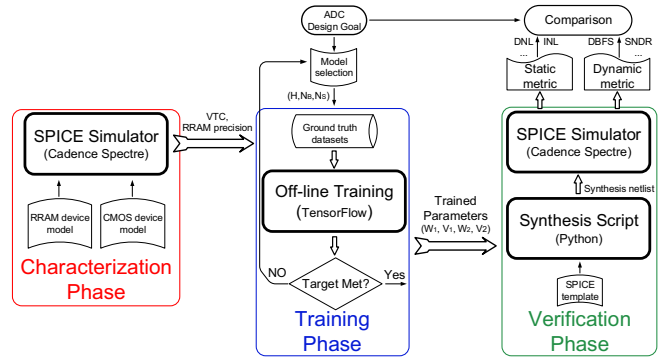 ADC
Design Goal
Model
selection
(H,NB,NS)
Comparison
DNL INL
...
DBFS SNDR
...
Static
metric
Dynamic
metric
SPICE Simulator
(Cadence Spectre)
RRAM device
model
CMOS device
model
Characterization
Phase
VTC,
RRAM precision
Ground truth
datasets
Off-line Training
(TensorFlow)
NO
Target Met?
Yes
Training
Phase
Trained
Parameters
(W1, V1, W2, V2)
SPICE Simulator
(Cadence Spectre)
Synthesis netlist
Synthesis Script
(Python)
SPICE
template
Verification
Phase